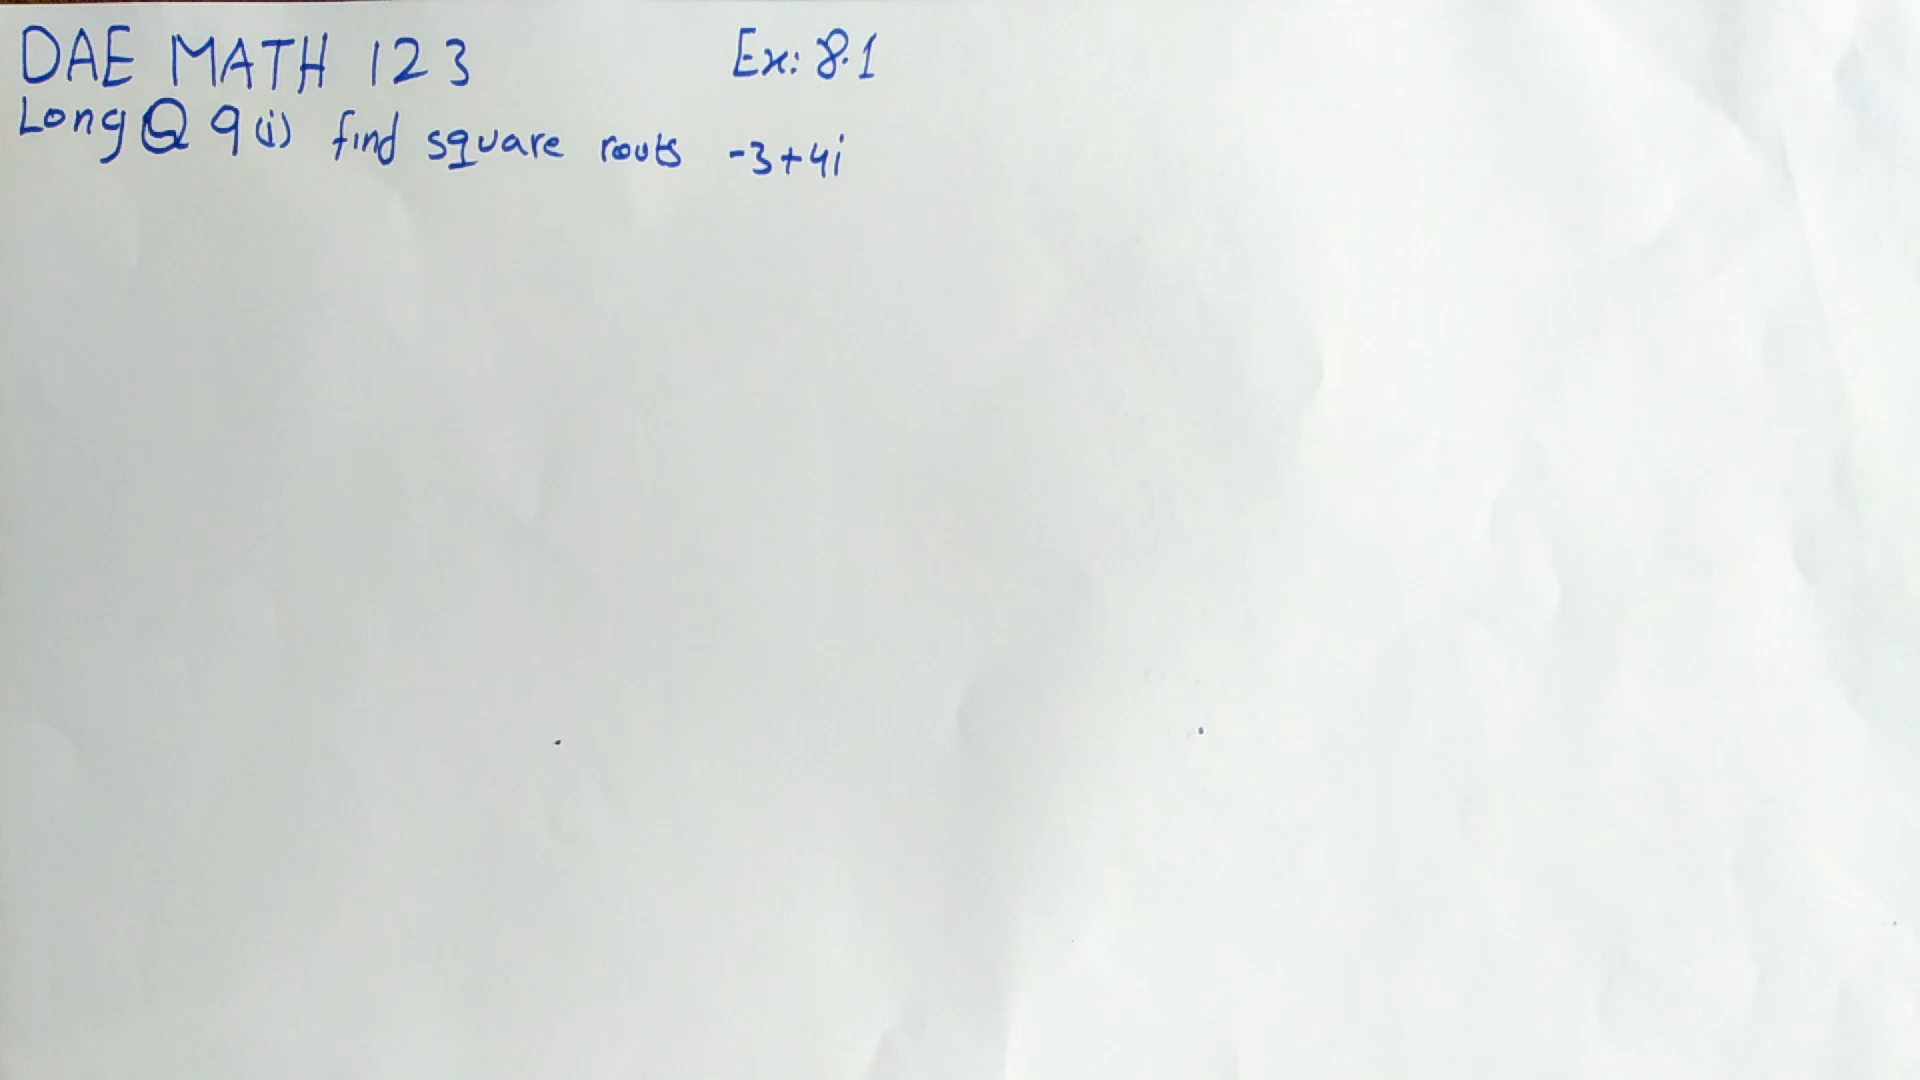 DAE MATH 123 Ex: 8.1
Long Q 9(i) find square routs -3+4i